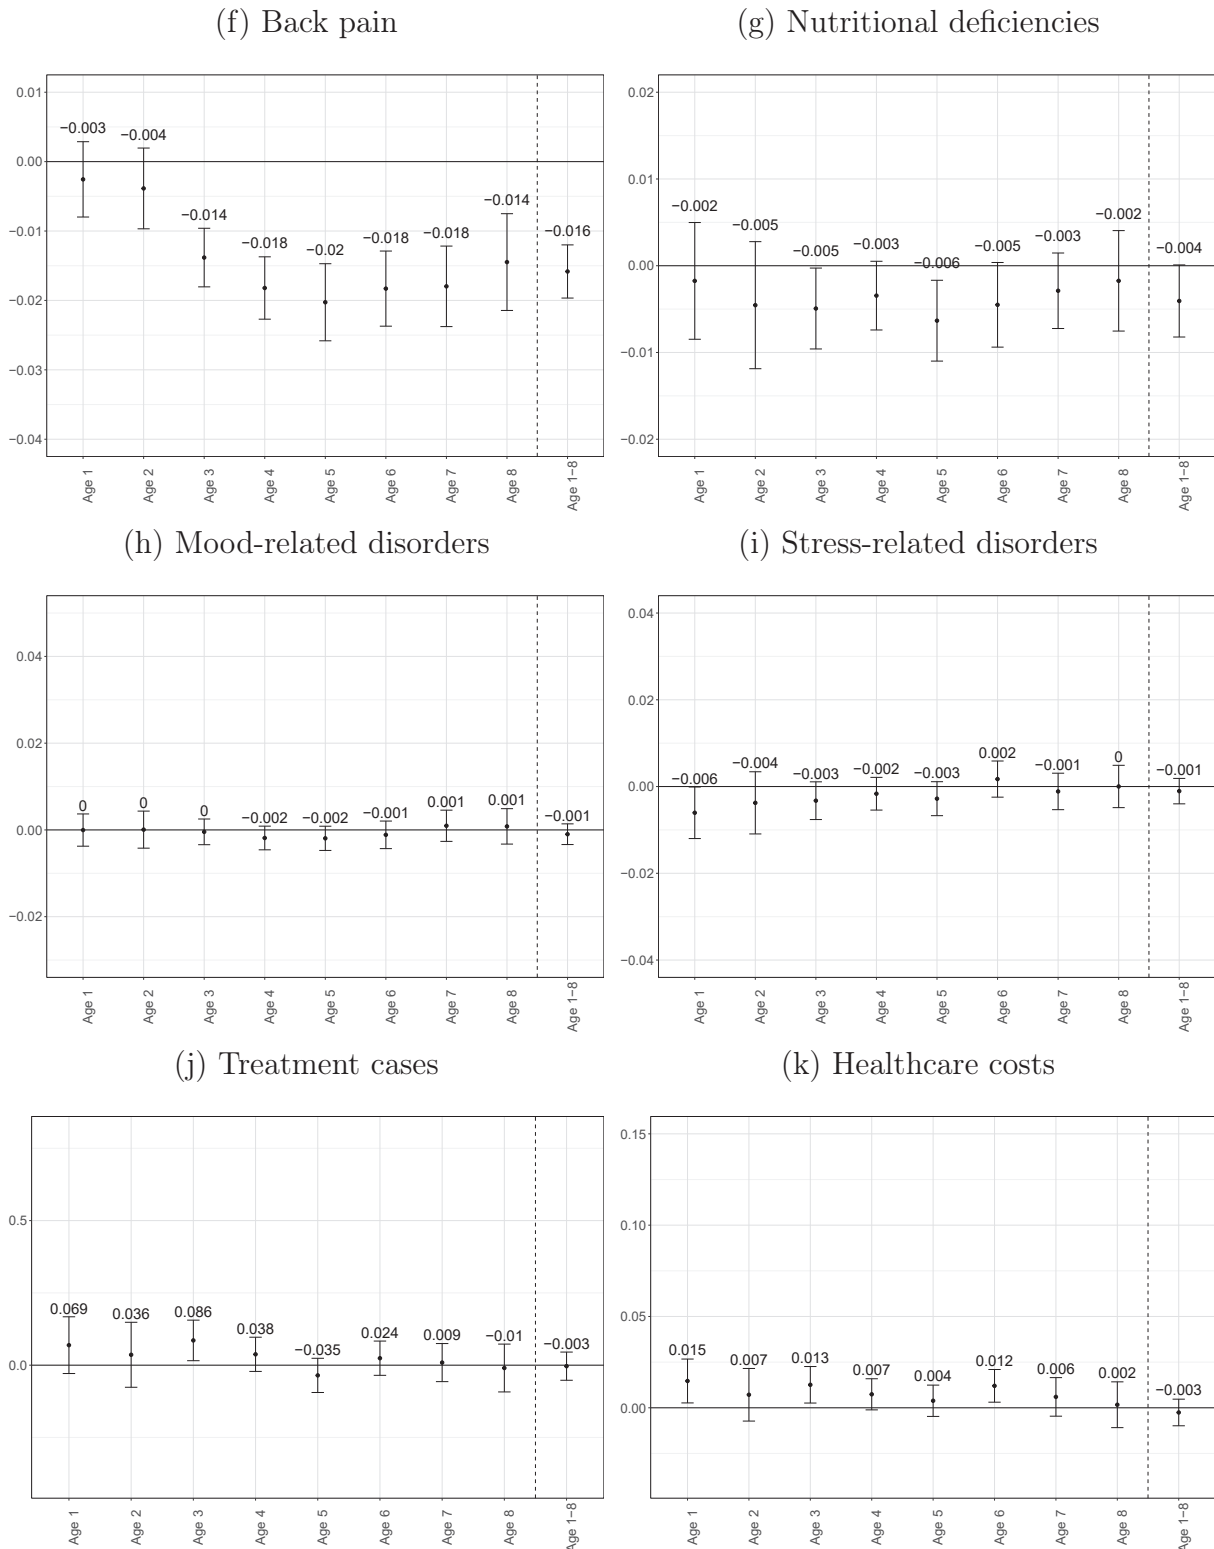 (f) Back pain
0.01
0.00
−0.01
−0.02
−0.03
−0.04
−0.003
−0.004
−0.014
−0.018
−0.02
−0.018
−0.018
−0.014
−0.016
Age 1
Age 2
Age 3
Age 4
Age 5
Age 6
Age 7
Age 8
Age 1−8
(g) Nutritional deficiencies
0.02
0.01
0.00
−0.01
−0.02
−0.002
−0.005
−0.005
−0.003
−0.006
−0.005
−0.003
−0.002
−0.004
Age 1
Age 2
Age 3
Age 4
Age 5
Age 6
Age 7
Age 8
Age 1−8
(h) Mood-related disorders
0.04
0.02
0.00
−0.02
0
0
0
−0.002
−0.002
−0.001
0.001
0.001
−0.001
Age 1
Age 2
Age 3
Age 4
Age 5
Age 6
Age 7
Age 8
Age 1−8
(i) Stress-related disorders
0.04
0.02
0.00
−0.02
−0.04
−0.006
−0.004
−0.003
−0.002
−0.003
0.002
−0.001
0
−0.001
Age 1
Age 2
Age 3
Age 4
Age 5
Age 6
Age 7
Age 8
Age 1−8
(j) Treatment cases
0.5
0.0
0.069
0.036
0.086
0.038
−0.035
0.024
0.009
−0.01
−0.003
Age 1
Age 2
Age 3
Age 4
Age 5
Age 6
Age 7
Age 8
Age 1−8
(k) Healthcare costs
0.15
0.10
0.05
0.00
0.015
0.007
0.013
0.007
0.004
0.012
0.006
0.002
−0.003
Age 1
Age 2
Age 3
Age 4
Age 5
Age 6
Age 7
Age 8
Age 1−8